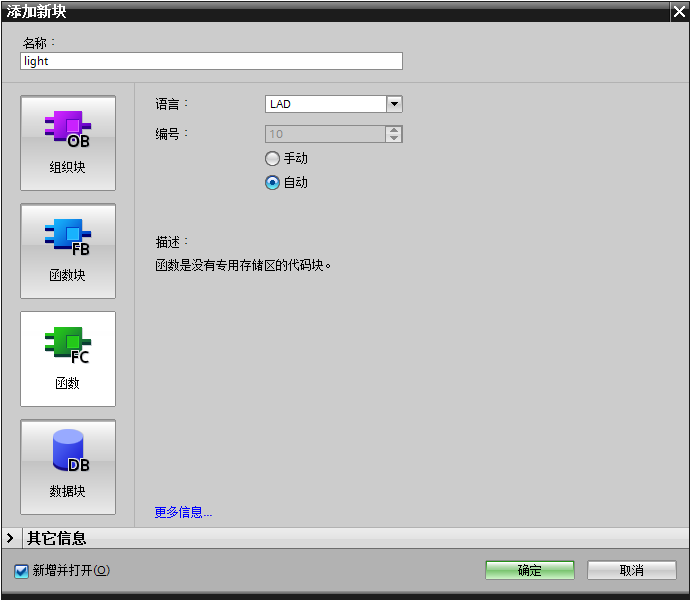 添加新块
名称：
light
OB
组织块
FB
函数块
FC
函数
DB
数据块
语言：
LAD
编号：
10
手动
自动
描述：
函数是没有专用存储区的代码块。
更多信息...
其它信息
新增并打开(O)
确定
取消